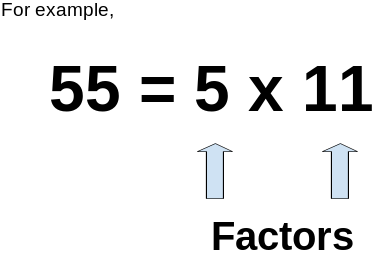 For example,
55 = 5 x 11
Factors